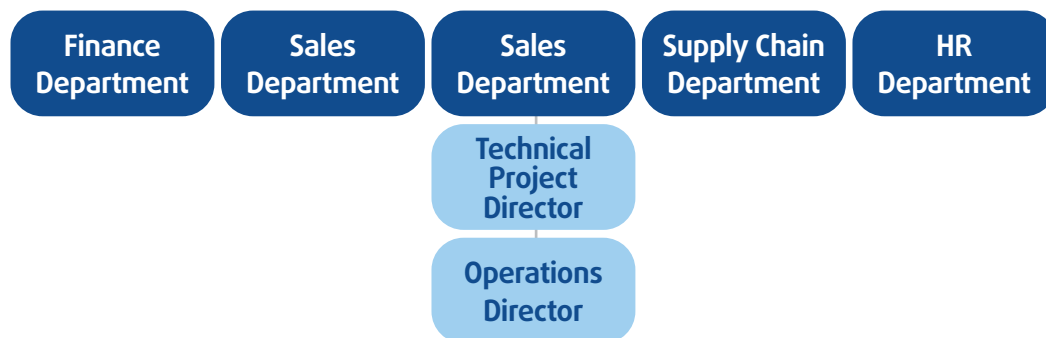 Finance
Department
Sales
Department
Sales
Department
Supply Chain
Department
HR
Department
Technical
Project
Director
Operations
Director